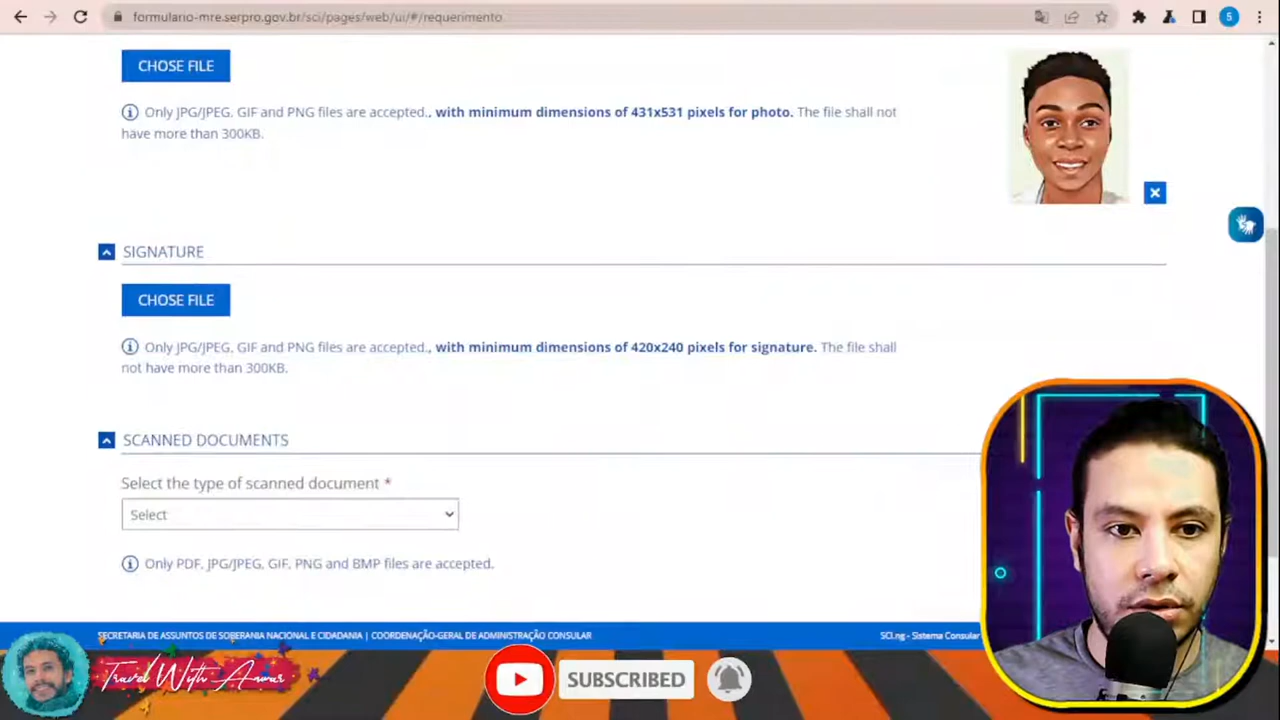 formulario-mre.serpro.gov.br/sci/pages/web/ui/#/requerimento
5
CHOSE FILE
Only JPG/JPEG, GIF and PNG files are accepted., with minimum dimensions of 431x531 pixels for photo. The file shall not
have more than 300KB.
SIGNATURE
CHOSE FILE
Only JPG/JPEG, GIF and PNG files are accepted., with minimum dimensions of 420x240 pixels for signature. The file shall
not have more than 300KB.
SCANNED DOCUMENTS
Select the type of scanned document *
Select
Only PDF, JPG/JPEG, GIF, PNG and BMP files are accepted.
SECRETARIA DE ASSUNTOS DE SOBERANIA NACIONAL E CIDADANIA | COORDENAÇÃO-GERAL DE ADMINISTRAÇÃO CONSULAR
SCI.ng - Sistema Consular
Travel With Anwar
SUBSCRIBED